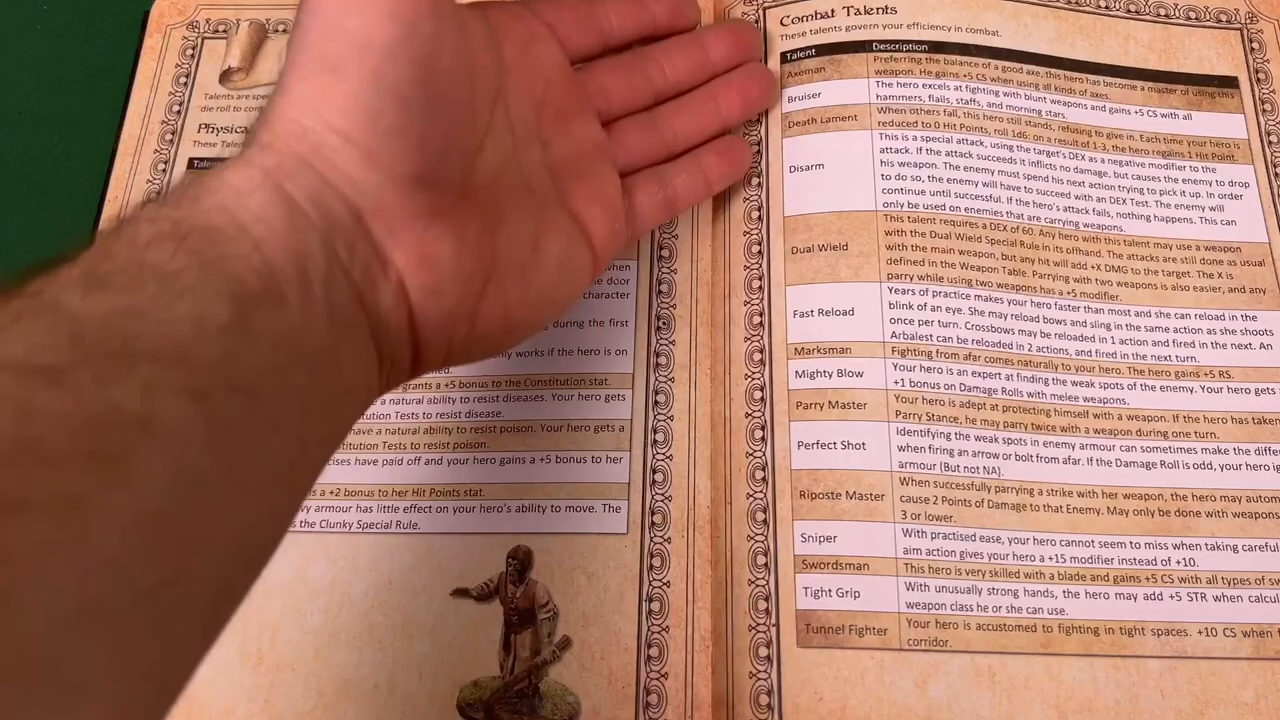 Talents are spe
die roll to con
Physica
These Talen
Talen
when
he door
character
during the first
only works if the hero is on
ned.
grants a +5 bonus to the Constitution stat.
a natural ability to resist diseases. Your hero gets
tution Tests to resist disease.
have a natural ability to resist poison. Your hero gets a
stitution Tests to resist poison.
cises have paid off and your hero gains a +5 bonus to her
is a +2 bonus to her Hit Points stat.
vy armour has little effect on your hero's ability to move. The
s the Clunky Special Rule.
Combat Talents
These talents govern your efficiency in combat.
Talent Description
Axeman Preferring the balance of a good axe, this hero has become a master of using this
weapon. He gains +5 CS when using all kinds of axes.
Bruiser The hero excels at fighting with blunt weapons and gains +5 CS with all
hammers, flails, staffs, and morning stars.
Death Lament When others fall, this hero still stands, refusing to give in. Each time your hero is
reduced to 0 Hit Points, roll 1d6: on a result of 1-3, the hero regains 1 Hit Point.
Disarm This is a special attack, using the target's DEX as a negative modifier to the
attack. If the attack succeeds it inflicts no damage, but causes the enemy to drop
his weapon. The enemy must spend his next action trying to pick it up. In order
to do so, the enemy will have to succeed with an DEX Test. The enemy will
continue until successful. If the hero's attack fails, nothing happens. This can
only be used on enemies that are carrying weapons.
Dual Wield This talent requires a DEX of 60. Any hero with this talent may use a weapon
with the Dual Wield Special Rule in its offhand. The attacks are still done as usual
with the main weapon, but any hit will add +X DMG to the target. The X is
defined in the Weapon Table. Parrying with two weapons is also easier, and any
parry while using two weapons has a +5 modifier.
Fast Reload Years of practice makes your hero faster than most and she can reload in the
blink of an eye. She may reload bows and sling in the same action as she shoots
once per turn. Crossbows may be reloaded in 1 action and fired in the next. An
Arbalest can be reloaded in 2 actions, and fired in the next turn.
Marksman Fighting from afar comes naturally to your hero. The hero gains +5 RS.
Mighty Blow Your hero is an expert at finding the weak spots of the enemy. Your hero gets
+1 bonus on Damage Rolls with melee weapons.
Parry Master Your hero is adept at protecting himself with a weapon. If the hero has taken
Parry Stance, he may parry twice with a weapon during one turn.
Perfect Shot Identifying the weak spots in enemy armour can sometimes make the diffe
when firing an arrow or bolt from afar. If the Damage Roll is odd, your hero ig
armour (But not NA).
Riposte Master When successfully parrying a strike with her weapon, the hero may autom
cause 2 Points of Damage to that Enemy. May only be done with weapons
3 or lower.
Sniper With practised ease, your hero cannot seem to miss when taking careful
aim action gives your hero a +15 modifier instead of +10.
Swordsman This hero is very skilled with a blade and gains +5 CS with all types of sw
Tight Grip With unusually strong hands, the hero may add +5 STR when calcul
weapon class he or she can use.
Tunnel Fighter Your hero is accustomed to fighting in tight spaces. +10 CS when
corridor.